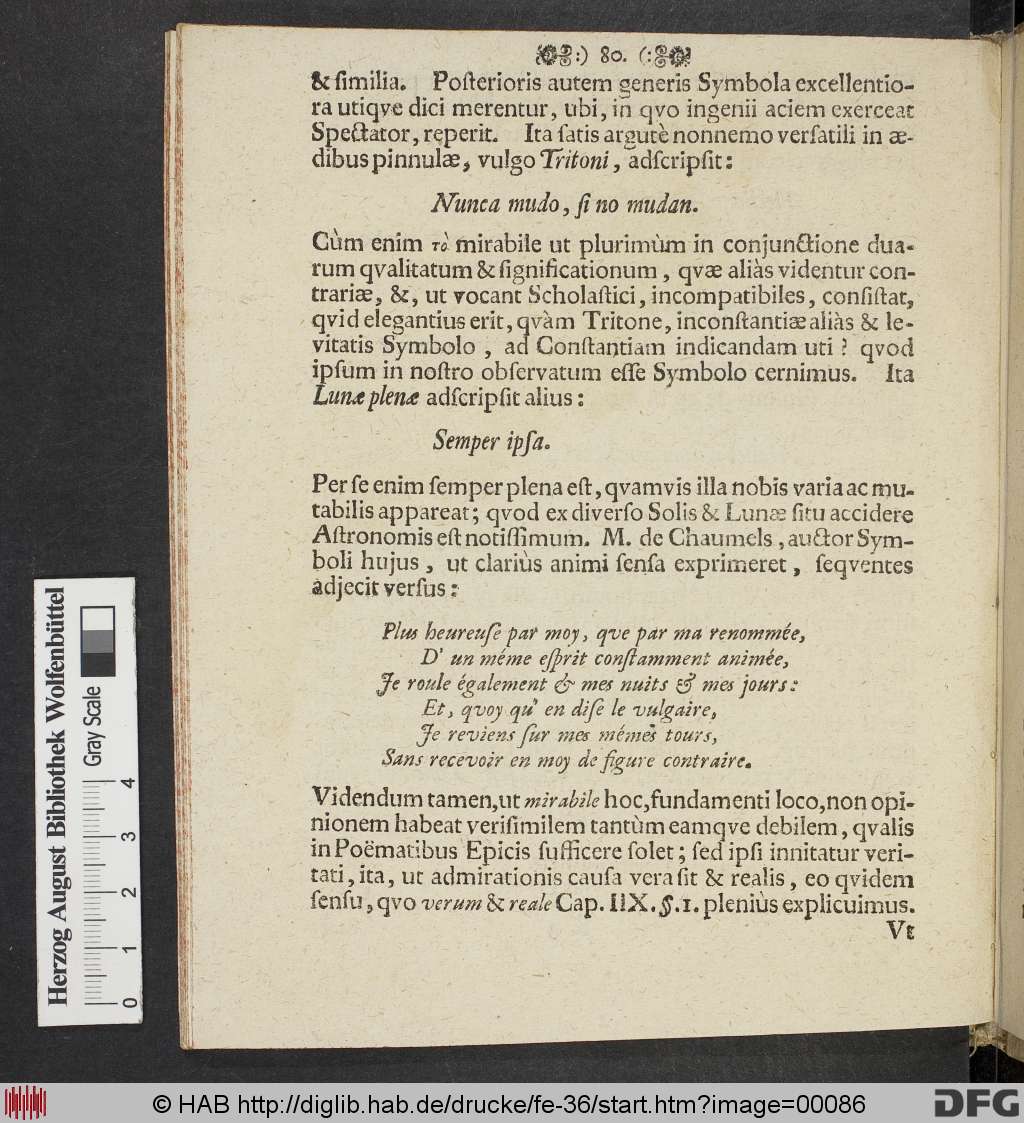 :) 80. (:
& ſimilia. Poſterioris autem generis Symbola excellentio-
ra utiqve dici merentur, ubi, in qvo ingenii aciem exerceat
Spectator, reperit. Ita ſatis argutè nonnemo verſatili in æ-
dibus pinnulæ, vulgo Tritoni, adſcripſit:
Nunca mudo, ſi no mudan.
Cùm enim τὸ mirabile ut plurimùm in conjunctione dua-
rum qvalitatum & ſignificationum, qvæ aliàs videntur con-
trariæ, &, ut vocant Scholaſtici, incompatibiles, conſiſtat,
qvid elegantius erit, qvàm Tritone, inconſtantiæ aliàs & le-
vitatis Symbolo, ad Conſtantiam indicandam uti? qvod
ipſum in noſtro obſervatum eſſe Symbolo cernimus. Ita
Lunæ plenæ adſcripſit alius:
Semper ipſa.
Per ſe enim ſemper plena eſt, qvamvis illa nobis varia ac mu-
tabilis appareat; qvod ex diverſo Solis & Lunæ ſitu accidere
Aſtronomis eſt notiſſimum. M. de Chaumels, auctor Sym-
boli hujus, ut clariùs animi ſenſa exprimeret, ſeqventes
adjecit verſus:
Plus heureuſe par moy, qve par ma renommée,
D' un méme eſprit conſtamment animée,
Je roule également & mes nuits & mes jours:
Et, qvoy qu' en diſe le vulgaire,
Je reviens ſur mes mémes tours,
Sans recevoir en moy de figure contraire.
Videndum tamen, ut mirabile hoc, fundamenti loco, non opi-
nionem habeat veriſimilem tantùm eamqve debilem, qvalis
in Poëmatibus Epicis ſufficere ſolet; ſed ipſi innitatur veri-
tati, ita, ut admirationis cauſa vera ſit & realis, eo qvidem
ſenſu, qvo verum & reale Cap. IIX. §. 1. pleniùs explicuimus.
Vt
Herzog August Bibliothek Wolfenbüttel
Gray Scale
0 1 2 3 4
© HAB http://diglib.hab.de/drucke/fe-36/start.htm?image=00086
DFG